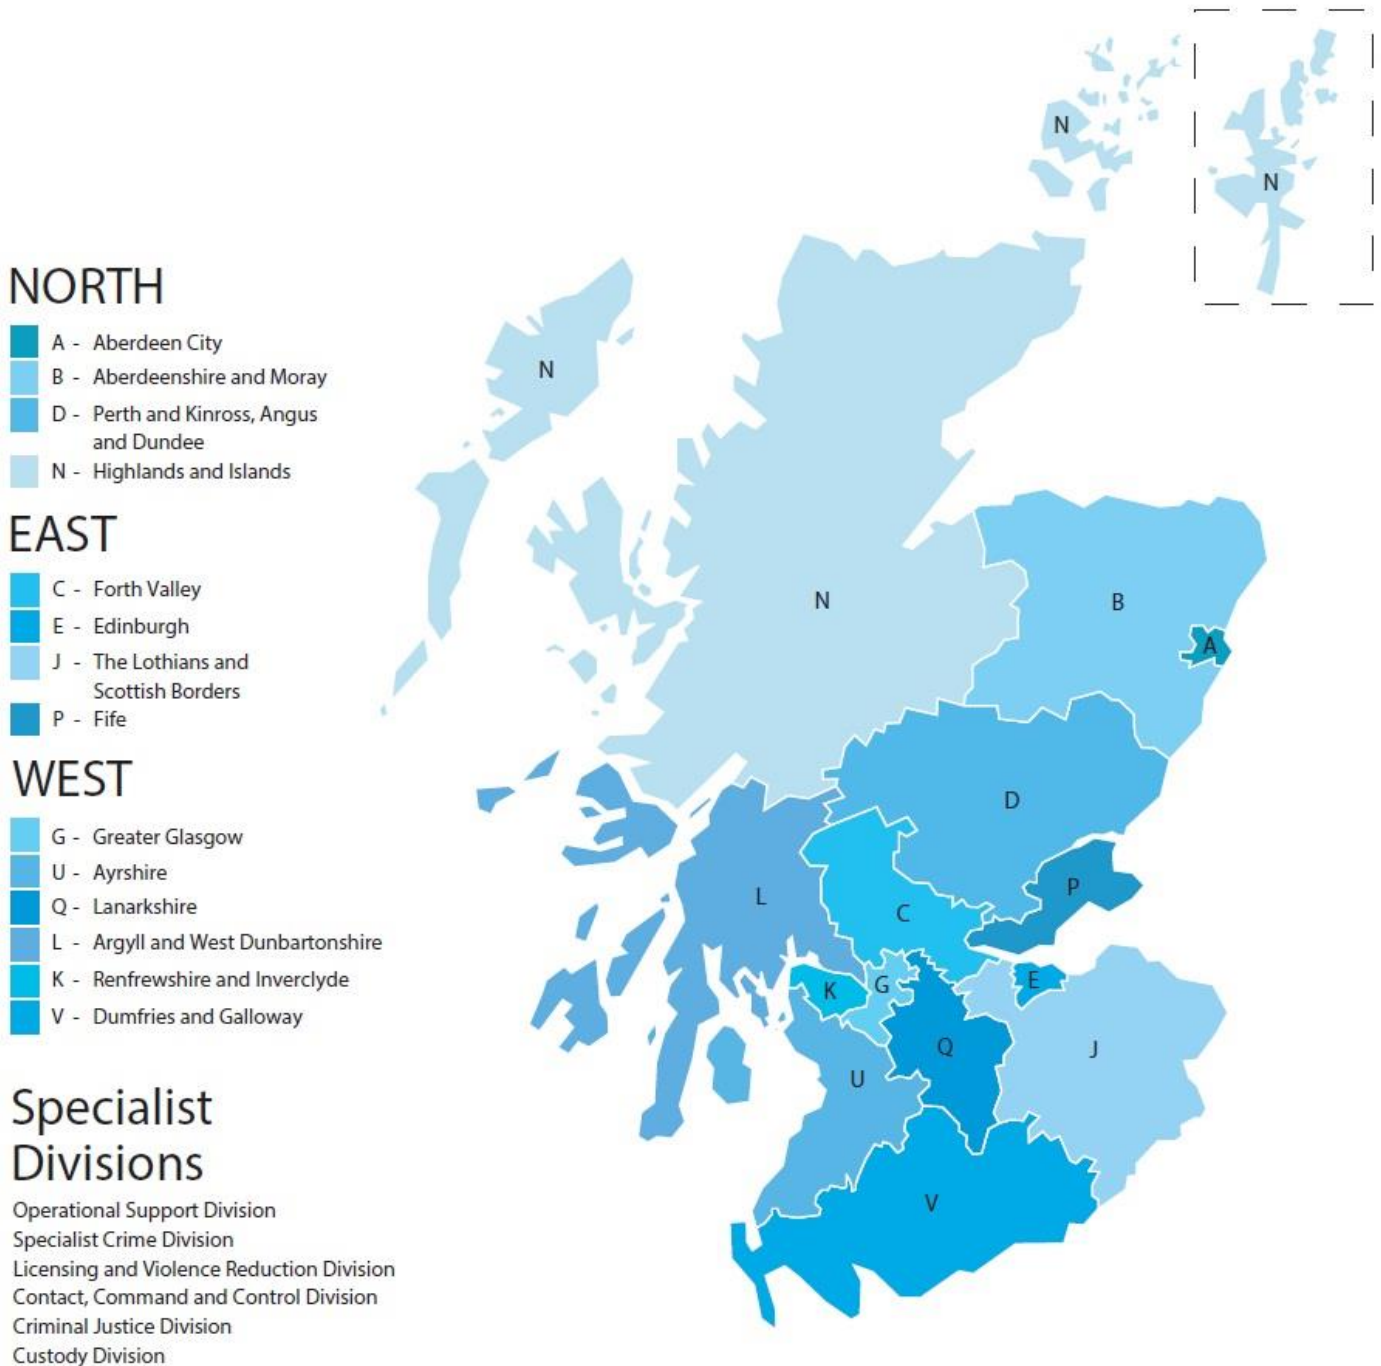 NORTH
A - Aberdeen City
B - Aberdeenshire and Moray
D - Perth and Kinross, Angus
and Dundee
N - Highlands and Islands
EAST
C - Forth Valley
E - Edinburgh
J - The Lothians and
Scottish Borders
P - Fife
WEST
G - Greater Glasgow
U - Ayrshire
Q - Lanarkshire
L - Argyll and West Dunbartonshire
K - Renfrewshire and Inverclyde
V - Dumfries and Galloway
Specialist
Divisions
Operational Support Division
Specialist Crime Division
Licensing and Violence Reduction Division
Contact, Command and Control Division
Criminal Justice Division
Custody Division
N
N
N
N
B
A
D
P
L
C
E
G
K
Q
J
U
V